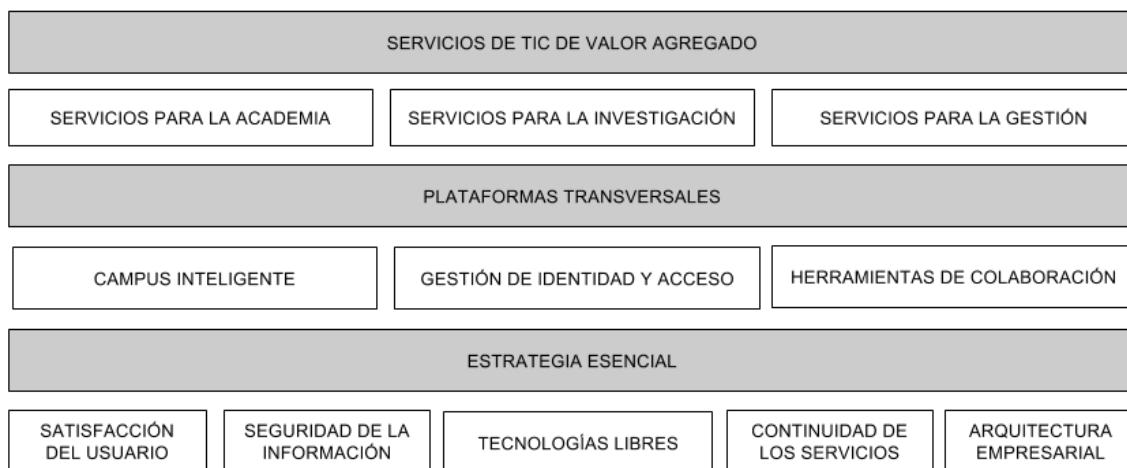 SERVICIOS DE TIC DE VALOR AGREGADO
SERVICIOS PARA LA ACADEMIA
SERVICIOS PARA LA INVESTIGACIÓN
SERVICIOS PARA LA GESTIÓN
PLATAFORMAS TRANSVERSALES
CAMPUS INTELIGENTE
GESTIÓN DE IDENTIDAD Y ACCESO
HERRAMIENTAS DE COLABORACIÓN
ESTRATEGIA ESENCIAL
SATISFACCIÓN
DEL USUARIO
SEGURIDAD DE LA
INFORMACIÓN
TECNOLOGÍAS LIBRES
CONTINUIDAD DE
LOS SERVICIOS
ARQUITECTURA
EMPRESARIAL